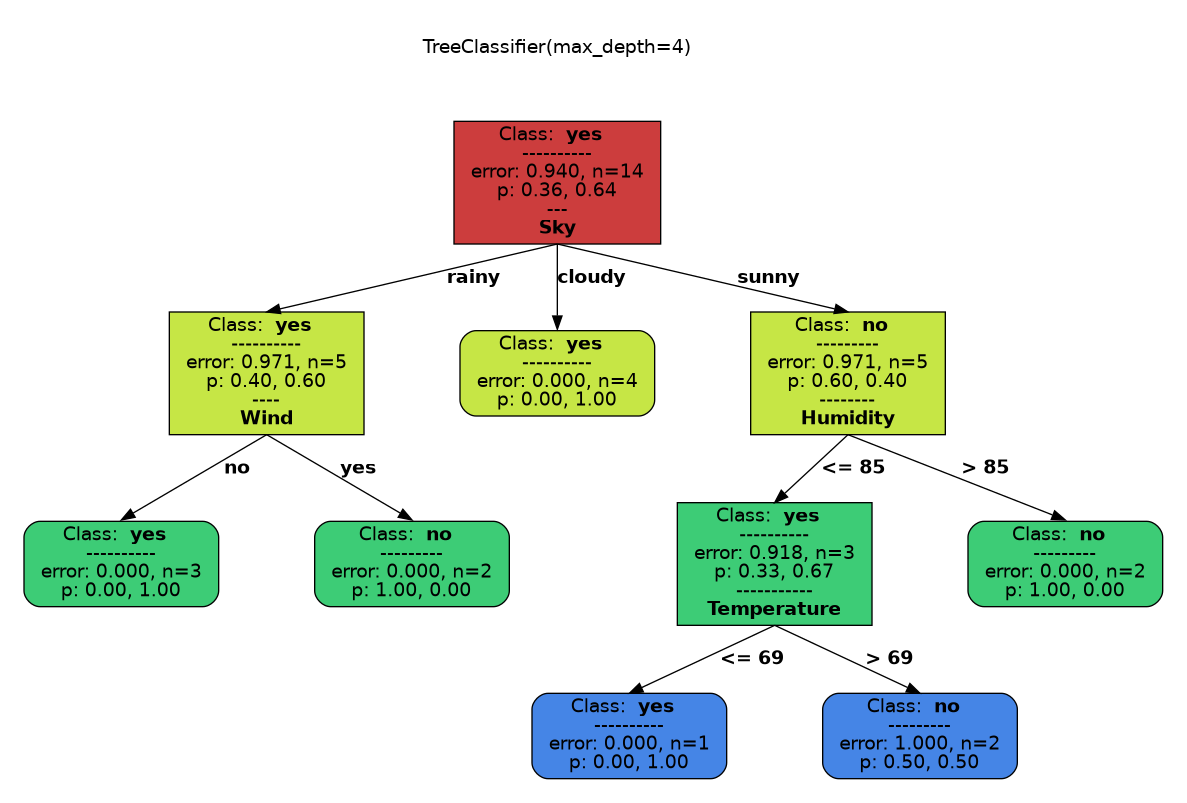 TreeClassifier(max_depth=4)
Class: yes
----------
error: 0.940, n=14
p: 0.36, 0.64
---
Sky
rainy
cloudy
sunny
Class: yes
----------
error: 0.971, n=5
p: 0.40, 0.60
----
Wind
Class: yes
----------
error: 0.000, n=4
p: 0.00, 1.00
Class: no
---------
error: 0.971, n=5
p: 0.60, 0.40
--------
Humidity
no
yes
<= 85
> 85
Class: yes
----------
error: 0.000, n=3
p: 0.00, 1.00
Class: no
---------
error: 0.000, n=2
p: 1.00, 0.00
Class: yes
----------
error: 0.918, n=3
p: 0.33, 0.67
-----------
Temperature
Class: no
---------
error: 0.000, n=2
p: 1.00, 0.00
<= 69
> 69
Class: yes
----------
error: 0.000, n=1
p: 0.00, 1.00
Class: no
---------
error: 1.000, n=2
p: 0.50, 0.50